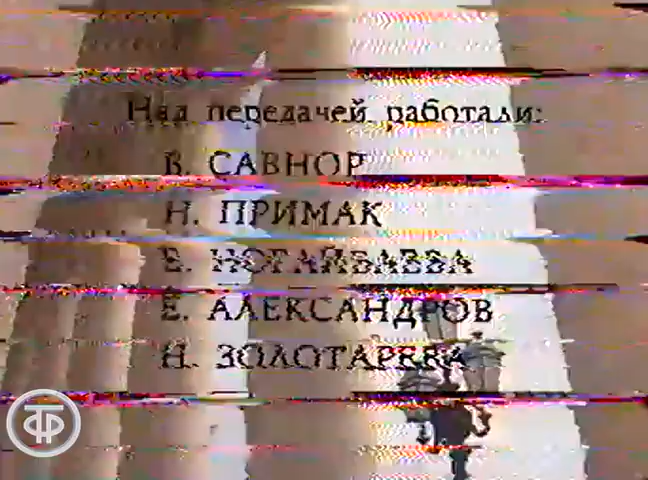 Над передачей работали:
В. САВНОР
Н. ПРИМАК
Е. НОГАЙБАЕВА
Е. АЛЕКСАНДРОВ
Н. ЗОЛОТАРЕВА